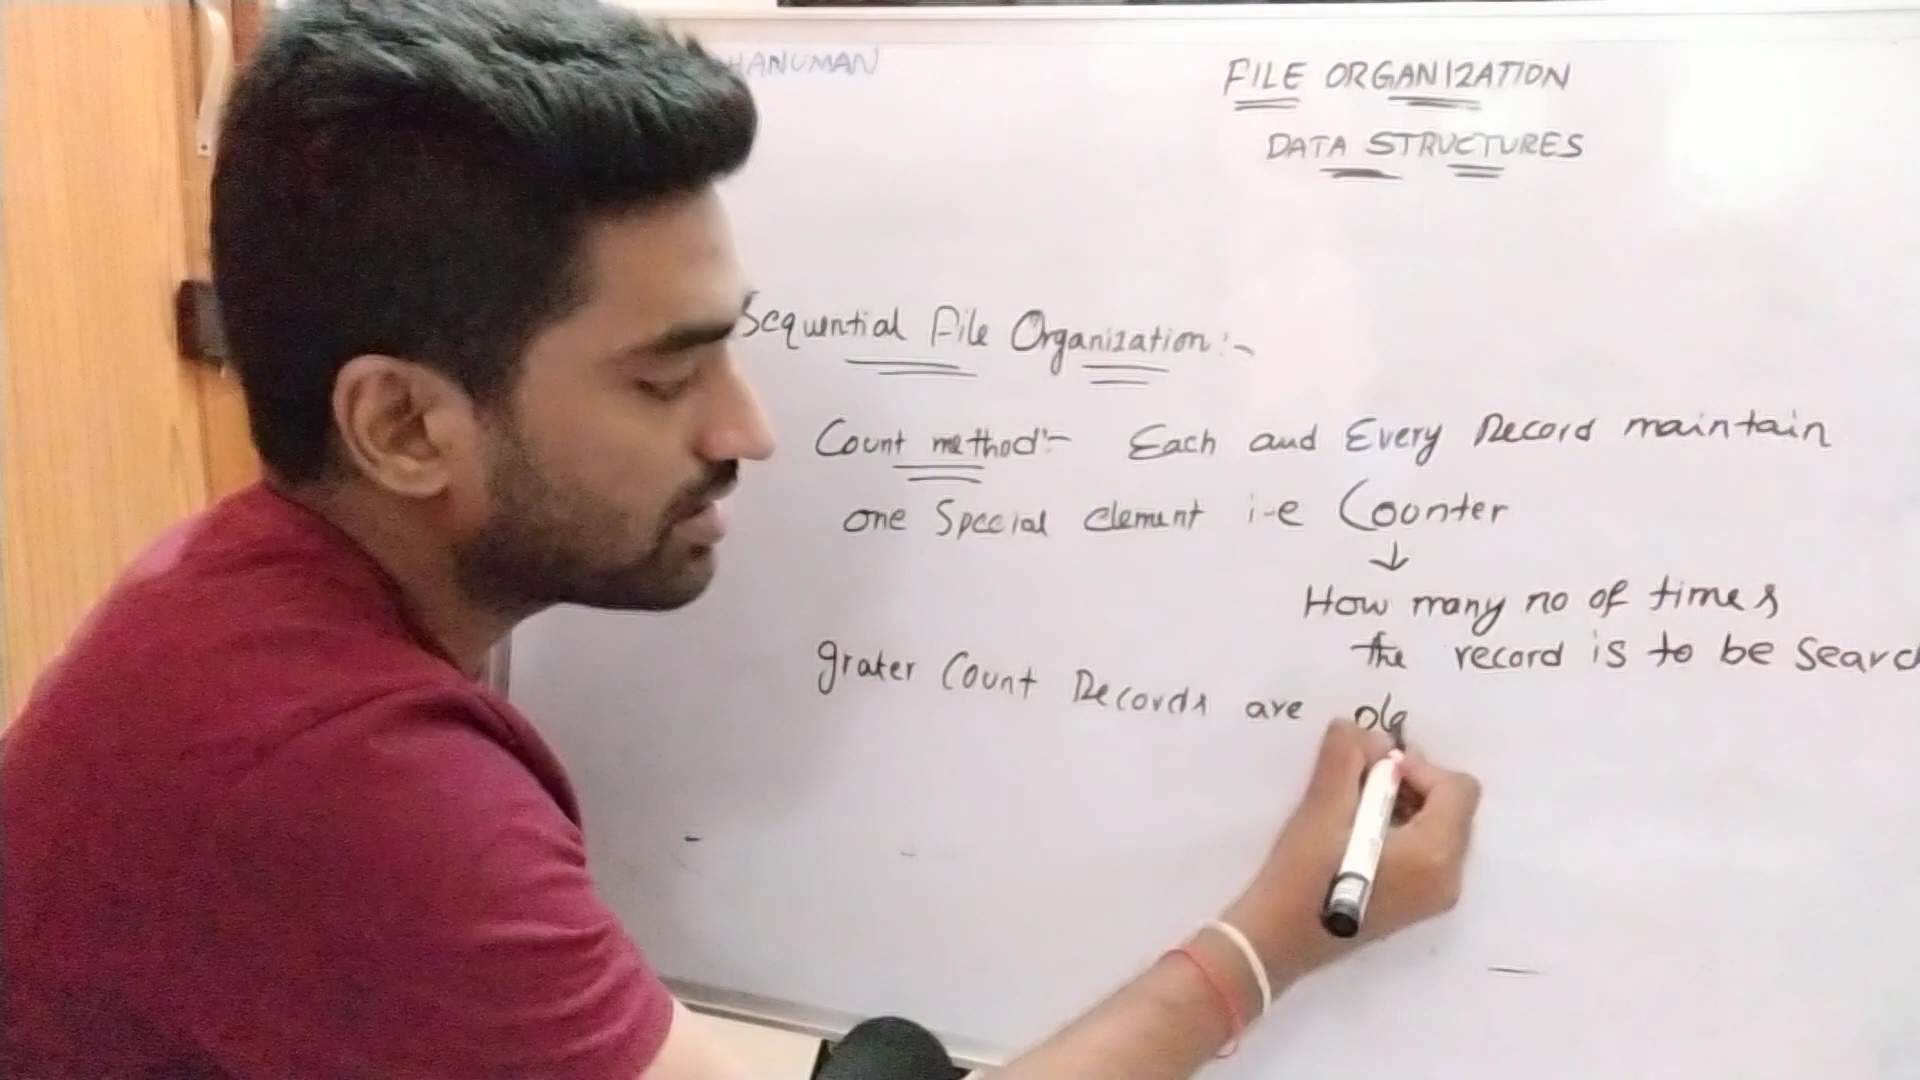 HANUMAN
FILE ORGANIZATION
DATA STRUCTURES
Sequential File Organization:-
Count method:- Each and Every Record maintain
one Special element i-e Counter
↓
How many no of times
the record is to be Searc
grater Count Records are pla